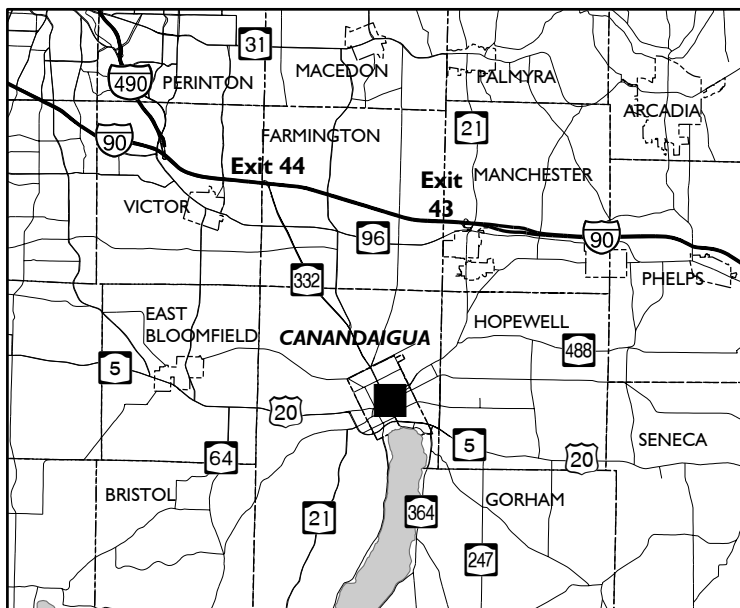 31
490
PERINTON
MACEDON
PALMYRA
ARCADIA
90
FARMINGTON
21
Exit 44
Exit
43
MANCHESTER
VICTOR
96
90
332
PHELPS
EAST
BLOOMFIELD
CANANDAIGUA
HOPEWELL
488
5
20
64
5
20
SENECA
BRISTOL
21
364
GORHAM
247